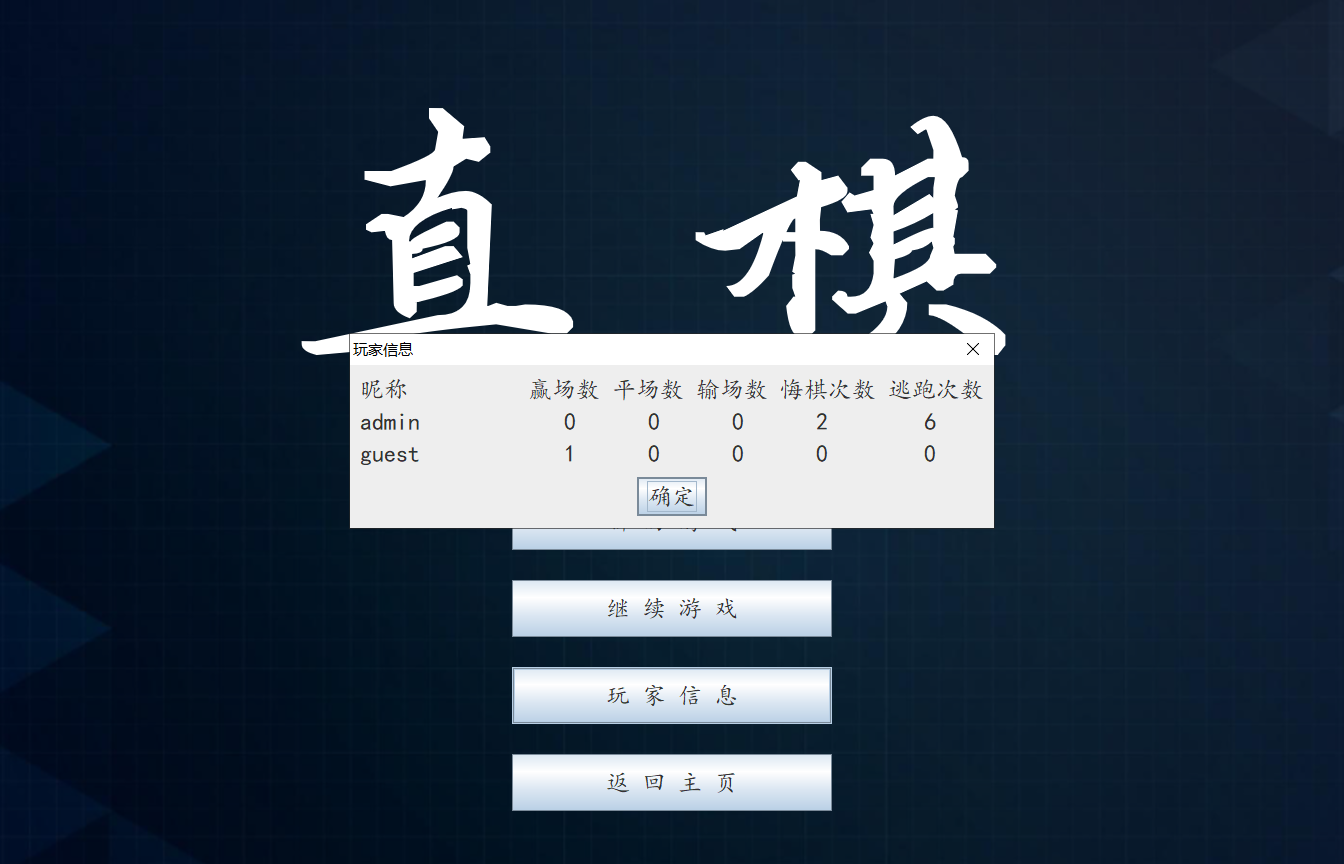 直 棋
玩家信息
昵称 赢场数 平场数 输场数 悔棋次数 逃跑次数
admin 0 0 0 2 6
guest 1 0 0 0 0
确定
继 续 游 戏
玩 家 信 息
返 回 主 页